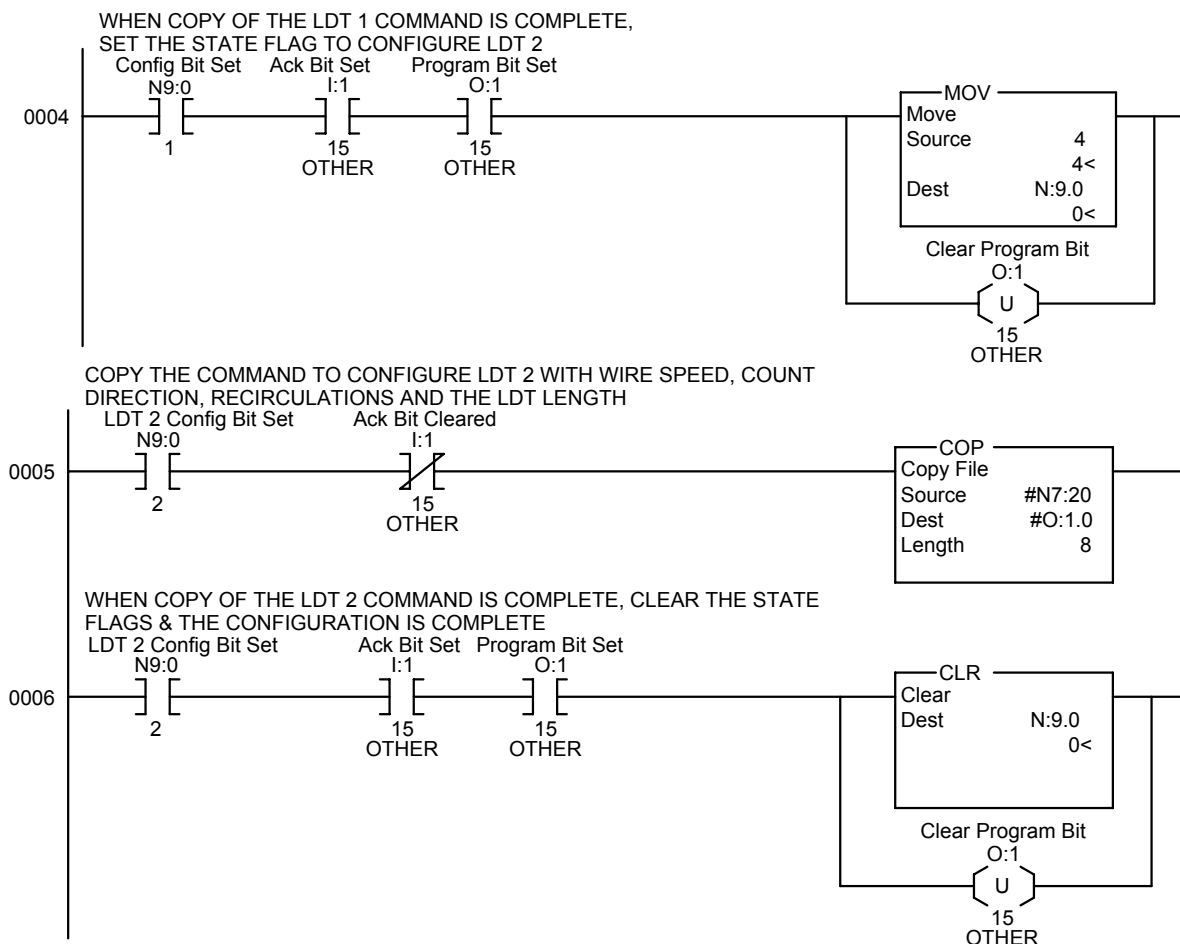 WHEN COPY OF THE LDT 1 COMMAND IS COMPLETE,
SET THE STATE FLAG TO CONFIGURE LDT 2
Config Bit Set Ack Bit Set Program Bit Set
N9:0 I:1 O:1
0004
1 15 15
OTHER OTHER
MOV
Move
Source 4
4<
Dest N:9.0
0<
Clear Program Bit
O:1
U
15
OTHER
COPY THE COMMAND TO CONFIGURE LDT 2 WITH WIRE SPEED, COUNT
DIRECTION, RECIRCULATIONS AND THE LDT LENGTH
LDT 2 Config Bit Set Ack Bit Cleared
N9:0 I:1
0005
2 15
OTHER
COP
Copy File
Source #N7:20
Dest #O:1.0
Length 8
WHEN COPY OF THE LDT 2 COMMAND IS COMPLETE, CLEAR THE STATE
FLAGS & THE CONFIGURATION IS COMPLETE
LDT 2 Config Bit Set Ack Bit Set Program Bit Set
N9:0 I:1 O:1
0006
2 15 15
OTHER OTHER
CLR
Clear
Dest N:9.0
0<
Clear Program Bit
O:1
U
15
OTHER